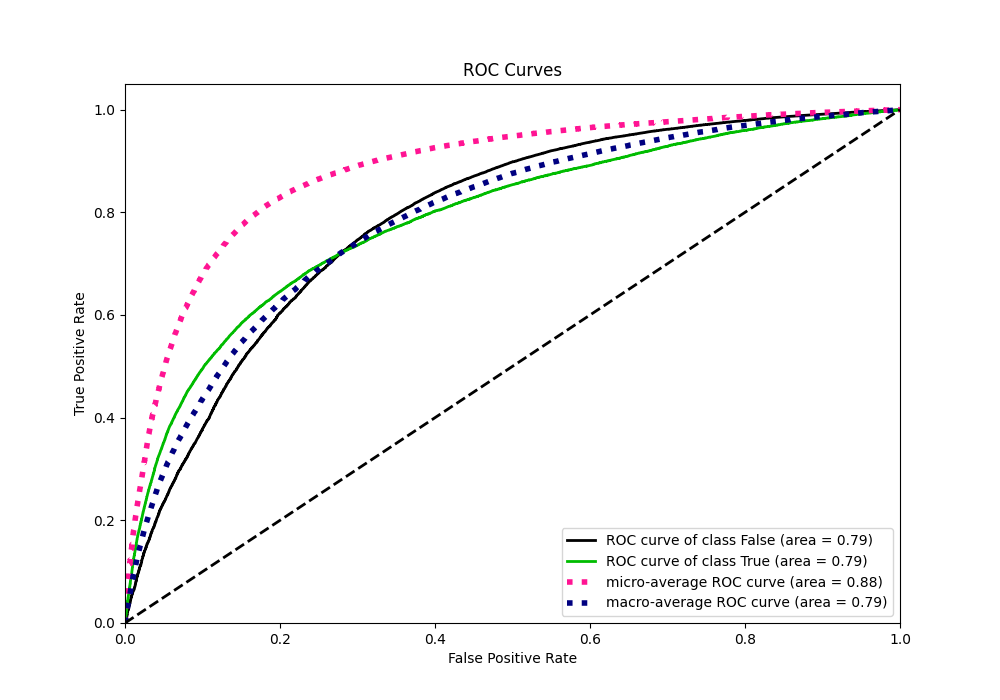 ROC Curves
True Positive Rate
1.0
0.8
0.6
0.4
0.2
0.0
ROC curve of class False (area = 0.79)
ROC curve of class True (area = 0.79)
micro-average ROC curve (area = 0.88)
macro-average ROC curve (area = 0.79)
0.0 0.2 0.4 0.6 0.8 1.0
False Positive Rate